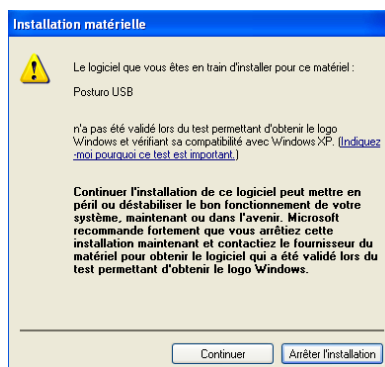 Installation matérielle
Le logiciel que vous êtes en train d'installer pour ce matériel :
Posturo USB
n'a pas été validé lors du test permettant d'obtenir le logo
Windows et vérifiant sa compatibilité avec Windows XP. (Indiquez
-moi pourquoi ce test est important.)
Continuer l'installation de ce logiciel peut mettre en
péril ou déstabiliser le bon fonctionnement de votre
système, maintenant ou dans l'avenir. Microsoft
recommande fortement que vous arrêtiez cette
installation maintenant et contactiez le fournisseur du
matériel pour obtenir le logiciel qui a été validé lors du
test permettant d'obtenir le logo Windows.
Continuer
Arrêter l'installation